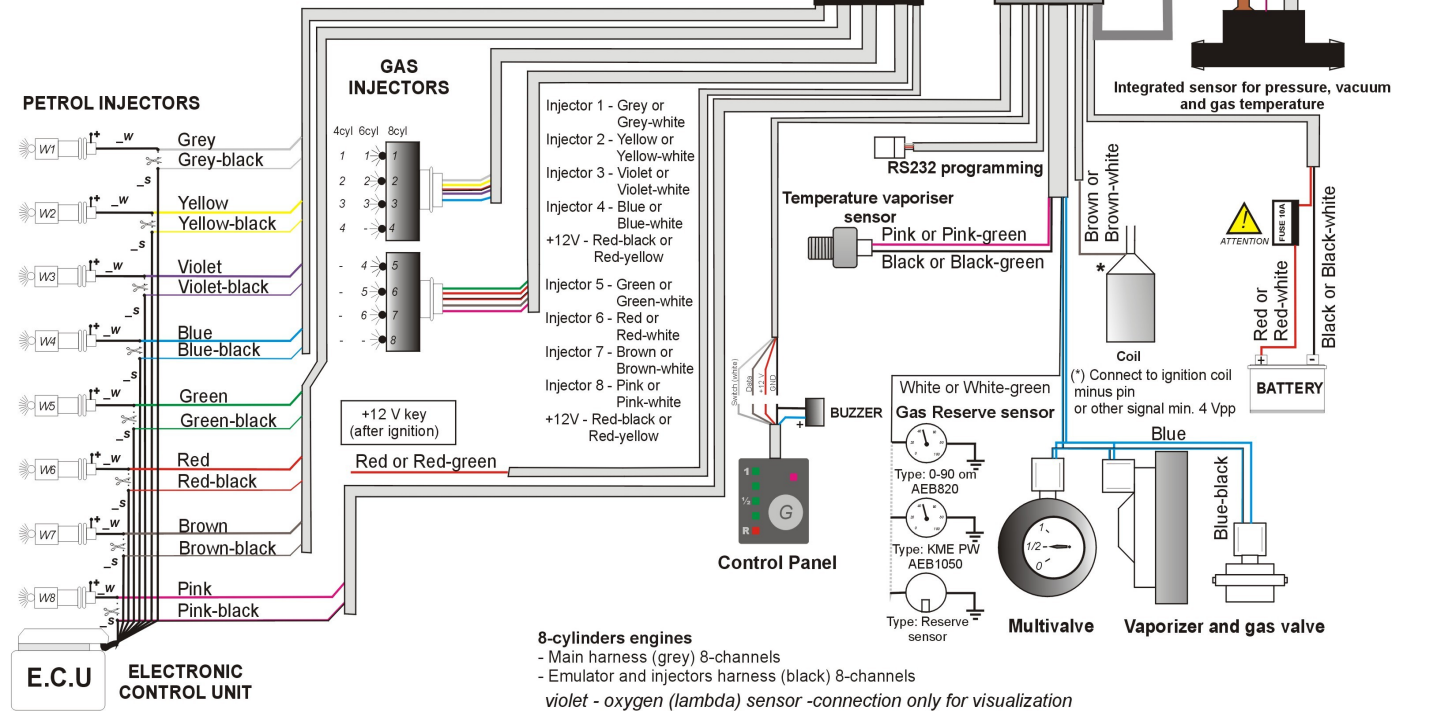 PETROL INJECTORS
W1
+
_w
Grey
Grey-black
_s
W2
+
_w
Yellow
Yellow-black
_s
W3
+
_w
Violet
Violet-black
_s
W4
+
_w
Blue
Blue-black
_s
W5
+
_w
Green
Green-black
_s
W6
+
_w
Red
Red-black
_s
W7
+
_w
Brown
Brown-black
_s
W8
+
_w
Pink
Pink-black
_s
E.C.U
ELECTRONIC
CONTROL UNIT
GAS
INJECTORS
4cyl 6cyl 8cyl
1 1 1
2 2 2
3 3 3
4 - 4
- 4 5
- 5 6
- 6 7
- - 8
+12 V key
(after ignition)
Red or Red-green
Injector 1 - Grey or
Grey-white
Injector 2 - Yellow or
Yellow-white
Injector 3 - Violet or
Violet-white
Injector 4 - Blue or
Blue-white
+12V - Red-black or
Red-yellow
Injector 5 - Green or
Green-white
Injector 6 - Red or
Red-white
Injector 7 - Brown or
Brown-white
Injector 8 - Pink or
Pink-white
+12V - Red-black or
Red-yellow
RS232 programming
Temperature vaporiser
sensor
Pink or Pink-green
Black or Black-green
Switch (white)
Data
+12 V
GND
BUZZER
+
1
½
R
G
Control Panel
White or White-green
Gas Reserve sensor
Type: 0-90 om
AEB820
Type: KME PW
AEB1050
Type: Reserve
sensor
Brown or
Brown-white
*
Coil
(*) Connect to ignition coil
minus pin
or other signal min. 4 Vpp
Integrated sensor for pressure, vacuum
and gas temperature
ATTENTION
FUSE 10A
Red or
Red-white
Black or Black-white
+
-
BATTERY
Blue
Blue-black
1
1/2
0
Multivalve
Vaporizer and gas valve
8-cylinders engines
- Main harness (grey) 8-channels
- Emulator and injectors harness (black) 8-channels
violet - oxygen (lambda) sensor -connection only for visualization